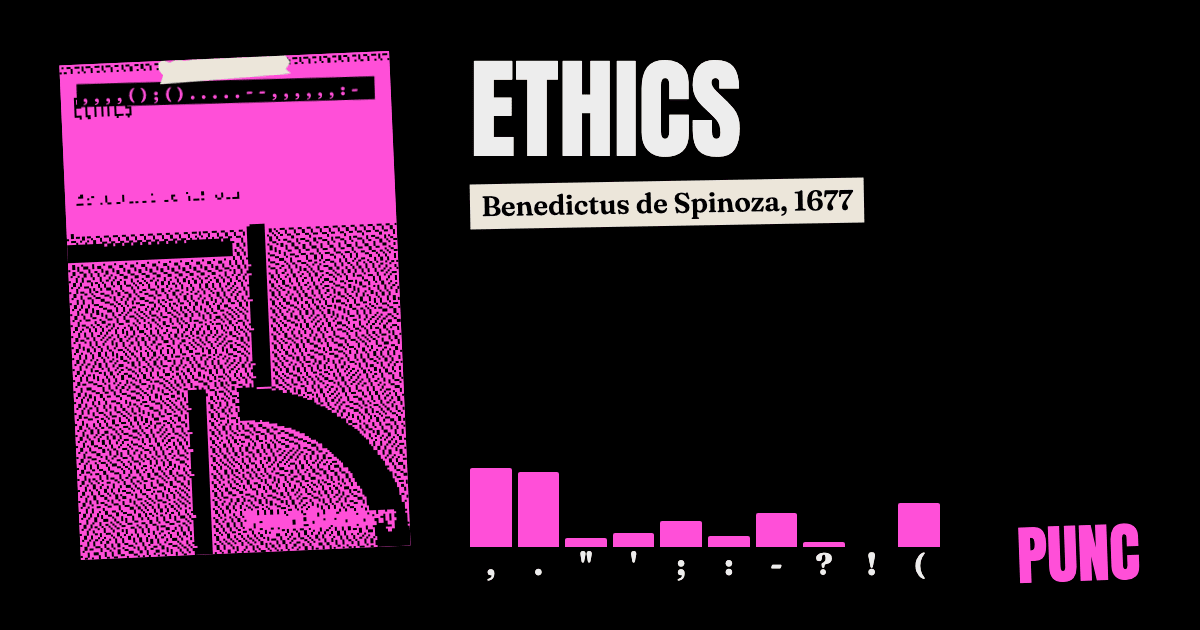 ,,,,();().....--,,,,,,:-
ETHICS
Benedictus de Spinoza, 1677
, . " ' ; : - ? ! (
PUNC